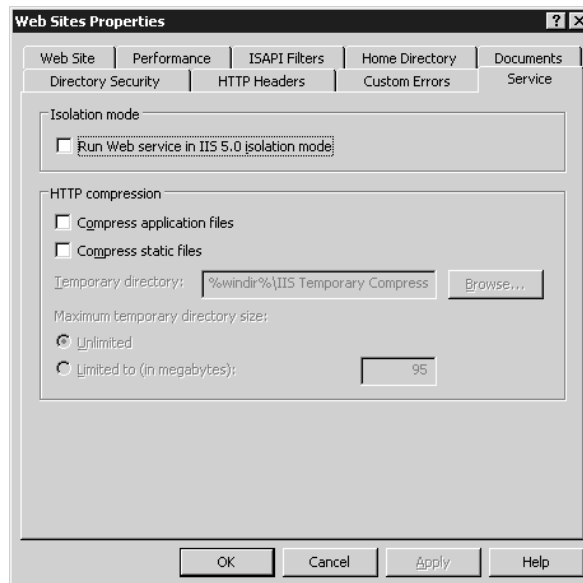 Web Sites Properties
Web Site Performance ISAPI Filters Home Directory Documents
Directory Security HTTP Headers Custom Errors Service
Isolation mode
Run Web service in IIS 5.0 isolation mode
HTTP compression
Compress application files
Compress static files
Temporary directory: %windir%\IIS Temporary Compress Browse...
Maximum temporary directory size:
Unlimited
Limited to (in megabytes): 95
OK Cancel Apply Help